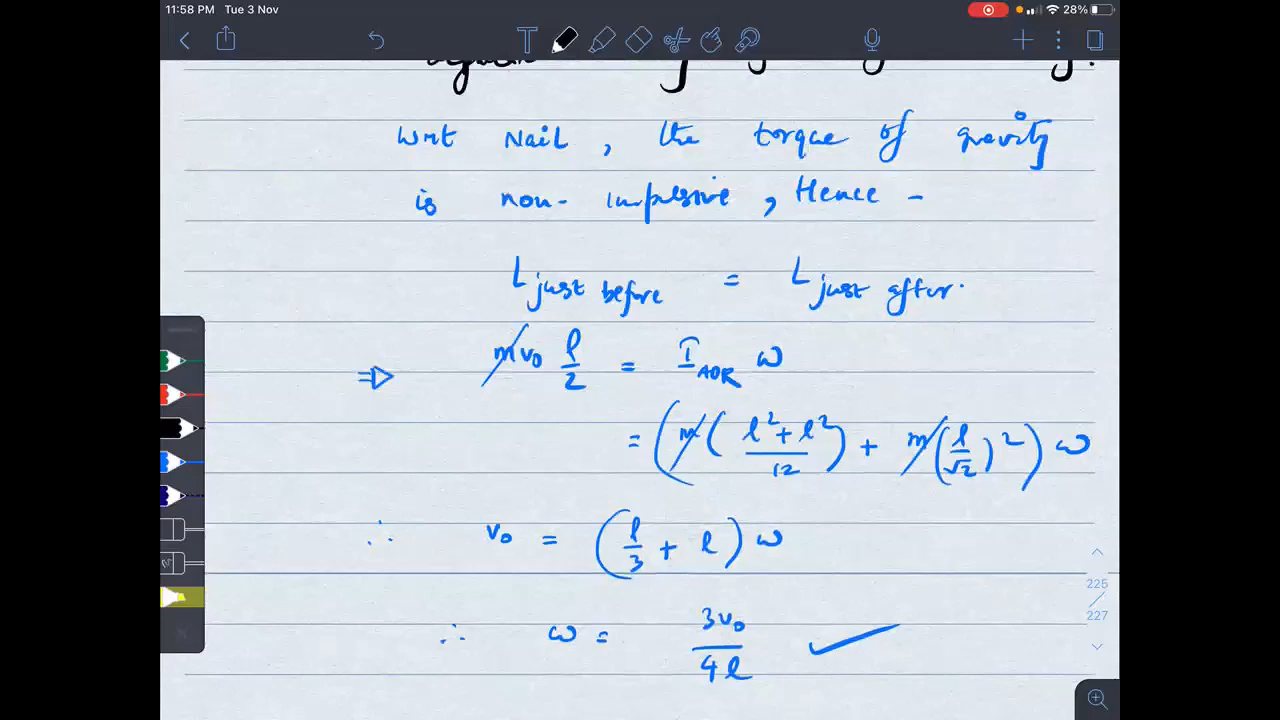 11:58 PM Tue 3 Nov 28%
wrt Nail, the torque of gravity
is non-impulsive, Hence -
L just before = L just after.
⇒ mv₀ l/2 = I_AOR ω
= (m((l²+l²)/12) + m(l/√2)²) ω
∴ v₀ = (l/3 + l) ω
225
227
∴ ω = 3v₀/4l ✓